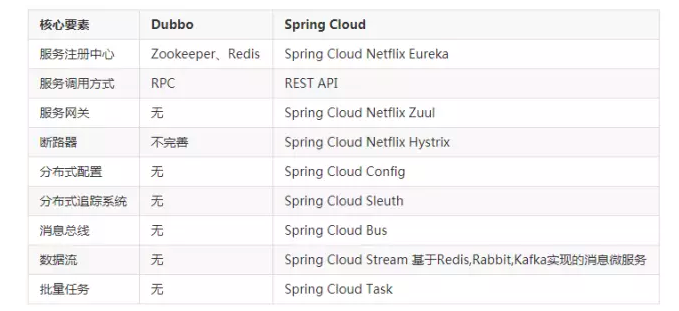 核心要素 Dubbo Spring Cloud
服务注册中心 Zookeeper、Redis Spring Cloud Netflix Eureka
服务调用方式 RPC REST API
服务网关 无 Spring Cloud Netflix Zuul
断路器 不完善 Spring Cloud Netflix Hystrix
分布式配置 无 Spring Cloud Config
分布式追踪系统 无 Spring Cloud Sleuth
消息总线 无 Spring Cloud Bus
数据流 无 Spring Cloud Stream 基于Redis,Rabbit,Kafka实现的消息微服务
批量任务 无 Spring Cloud Task